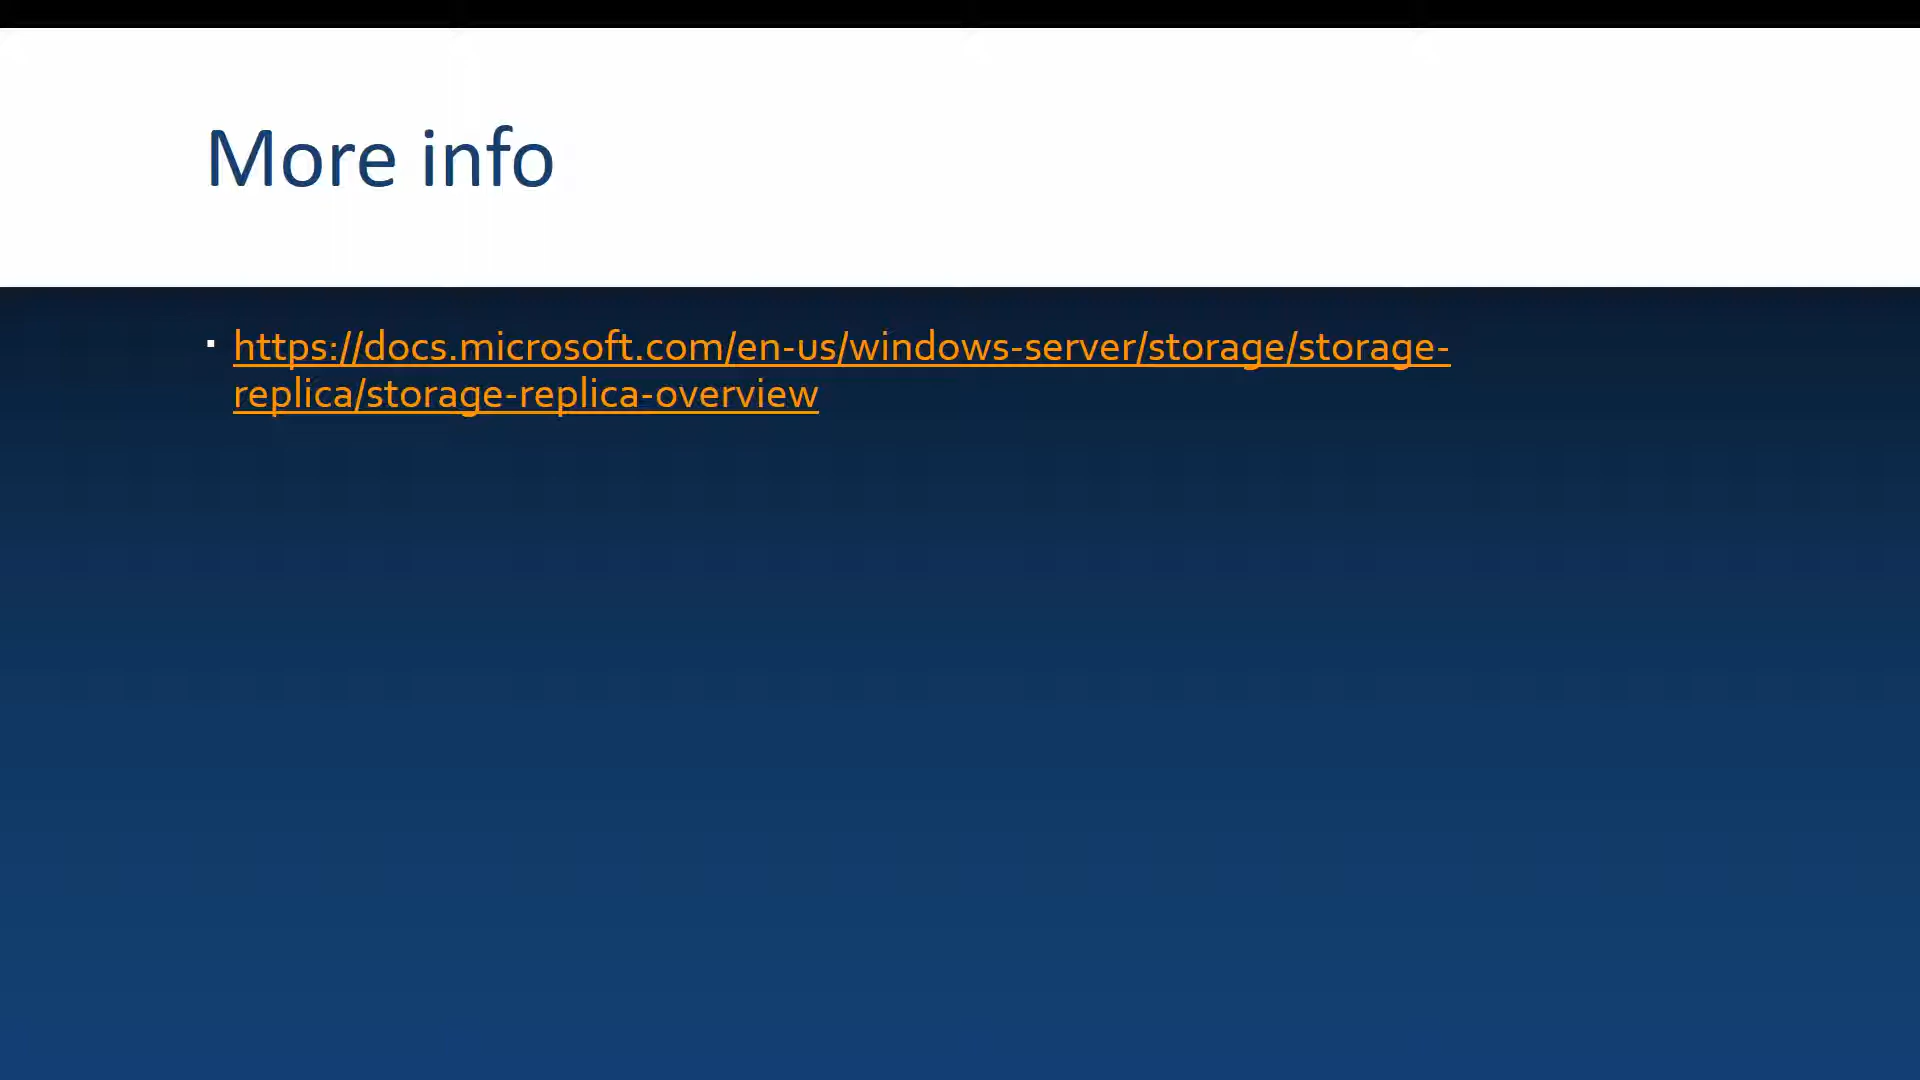 More info
▪ https://docs.microsoft.com/en-us/windows-server/storage/storage-
replica/storage-replica-overview